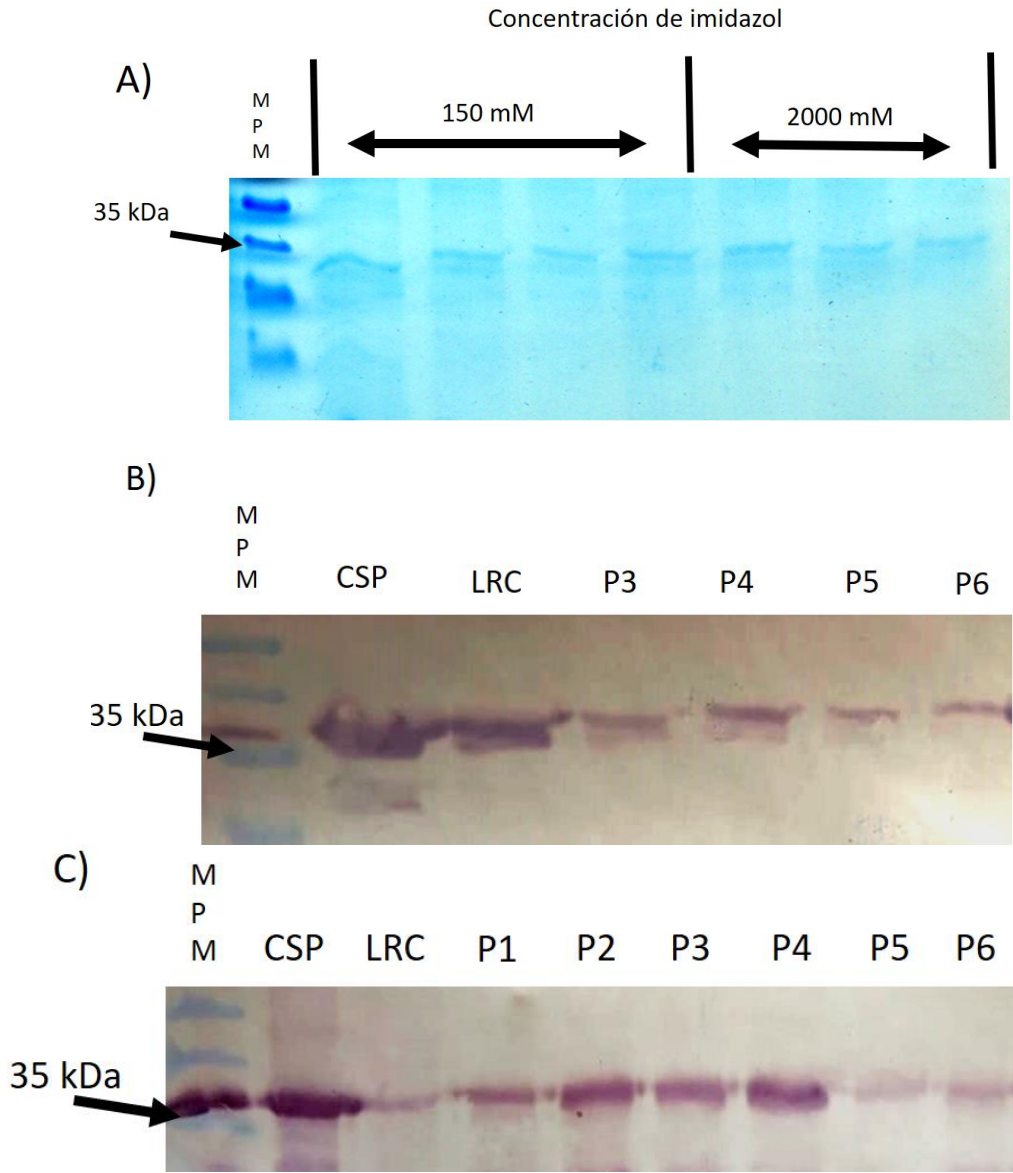 Concentración de imidazol
A)
M
P
M
150 mM
2000 mM
35 kDa
B)
M
P
M
CSP LRC P3 P4 P5 P6
35 kDa
C)
M
P
M
CSP LRC P1 P2 P3 P4 P5 P6
35 kDa